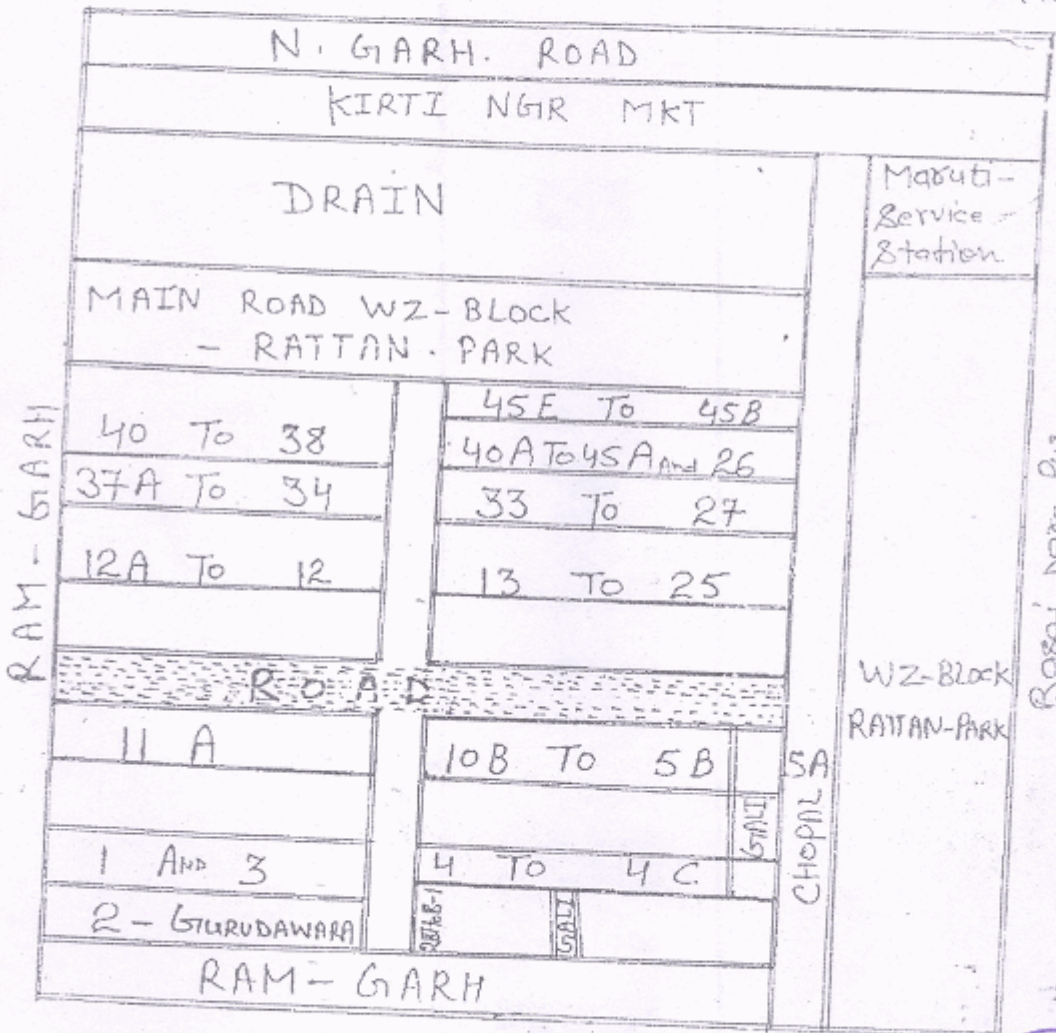 N. GARH. ROAD
KIRTI NGR MKT
DRAIN
Maruti-
Service-
Station
MAIN ROAD WZ-BLOCK
- RATTAN. PARK
RAM-GARH
40 To 38
45E To 45B
40A To 45A And 26
37A To 34
33 To 27
12A To 12
13 To 25
ROAD
WZ-BLOCK
RATTAN-PARK
11 A
10B To 5B
5A
GALI
CHOPAL
1 AND 3
4 To 4C
2-GURUDAWARA
GALI
RAM-GARH